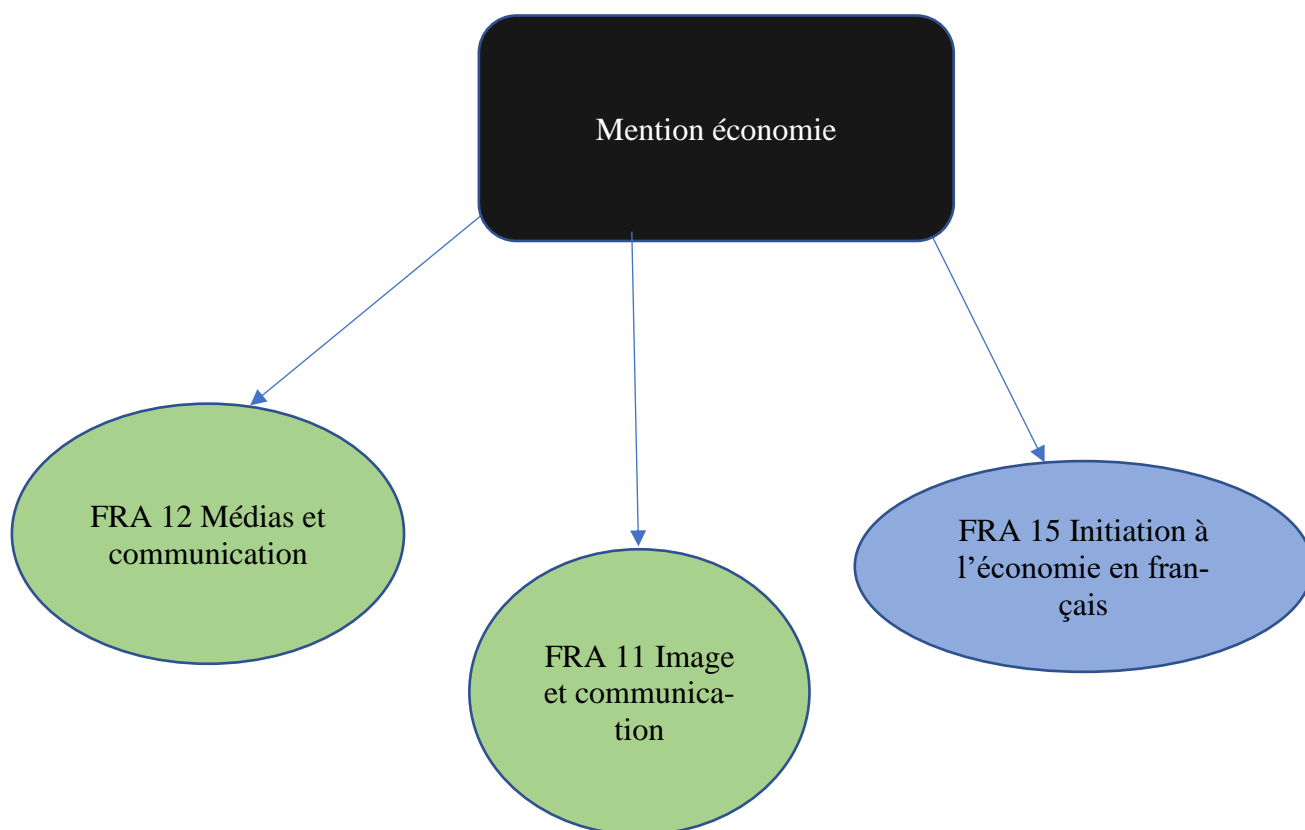 Mention économie
FRA 12 Médias et
communication
FRA 11 Image
et communica-
tion
FRA 15 Initiation à
l’économie en fran-
çais